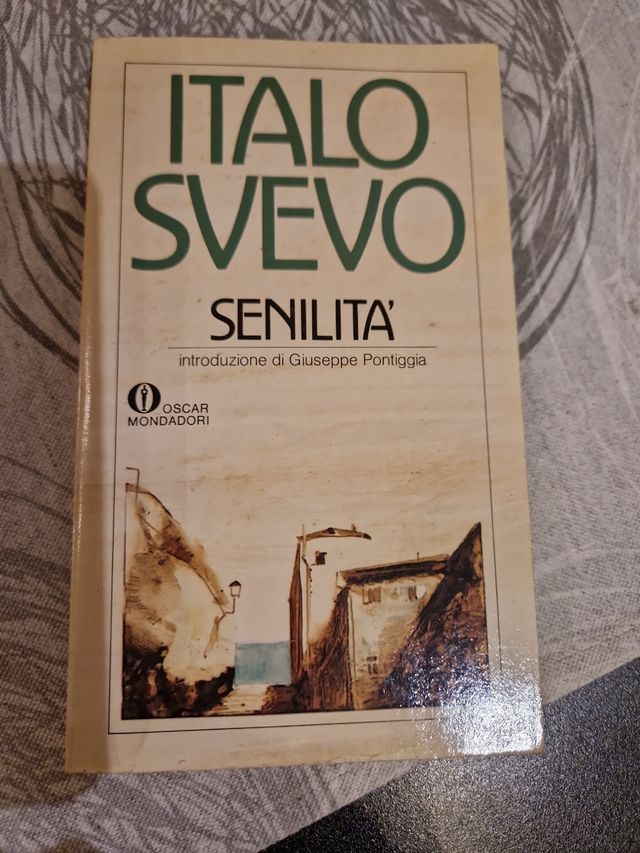 ITALO
SVEVO
SENILITA'
introduzione di Giuseppe Pontiggia
OSCAR
MONDADORI